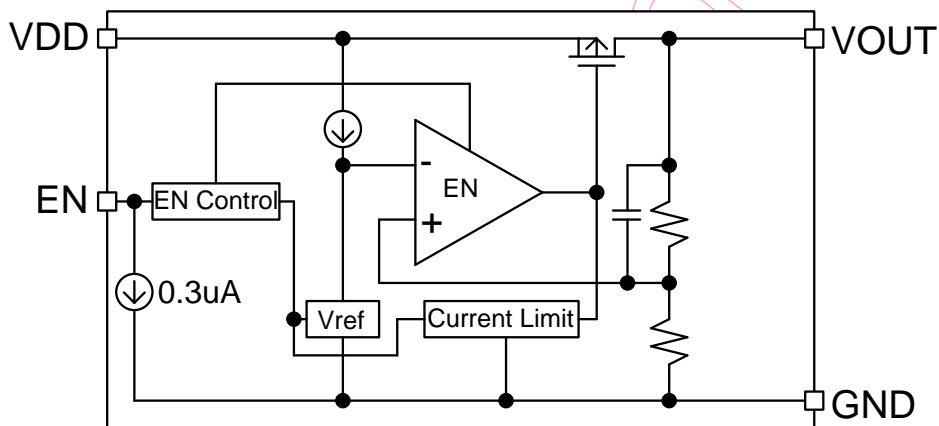 VDD
VOUT
-
EN
+
EN
EN Control
0.3uA
Vref
Current Limit
GND